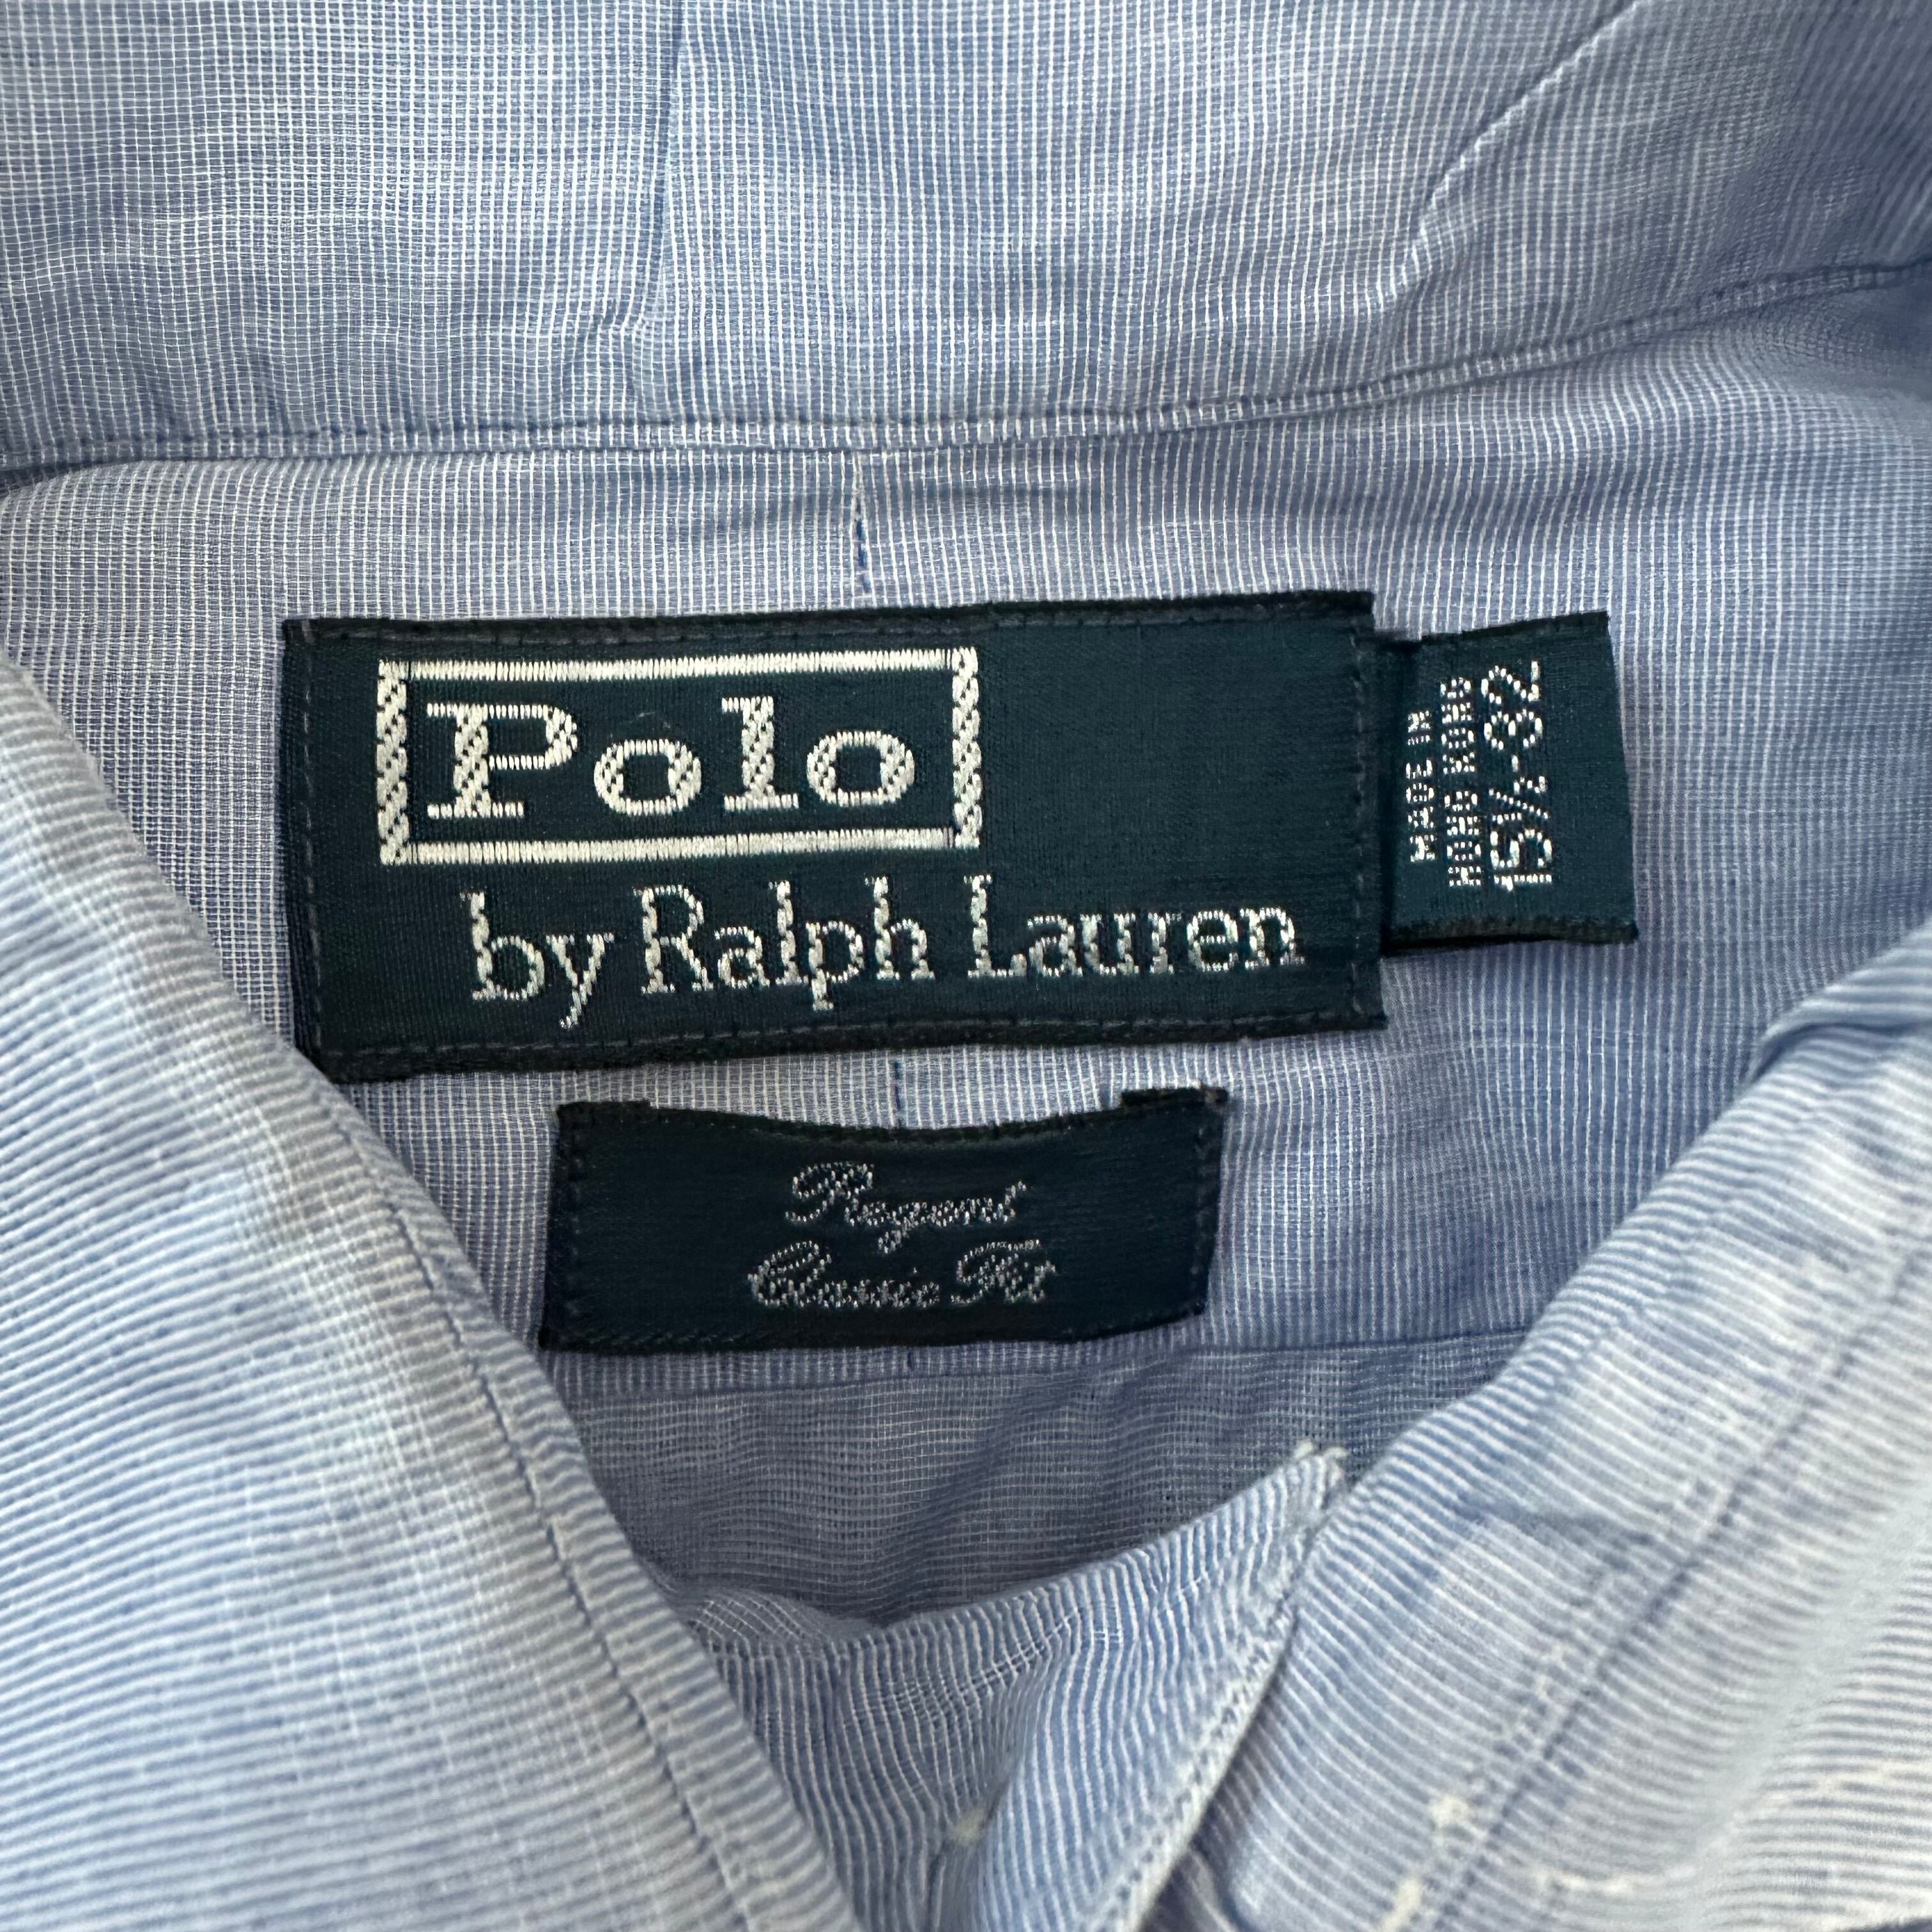 Polo
by Ralph Lauren
MADE IN
HONG KONG
15½-32
Regent
Classic Fit